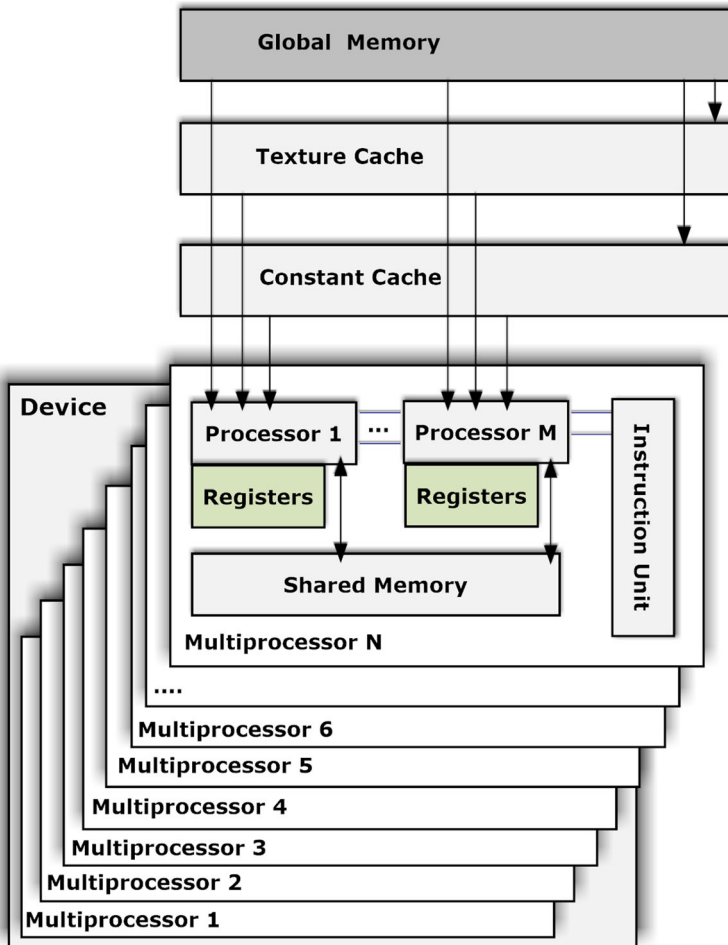 Global Memory
Texture Cache
Constant Cache
Device
Processor 1
...
Processor M
Instruction Unit
Registers
Registers
Shared Memory
Multiprocessor N
....
Multiprocessor 6
Multiprocessor 5
Multiprocessor 4
Multiprocessor 3
Multiprocessor 2
Multiprocessor 1